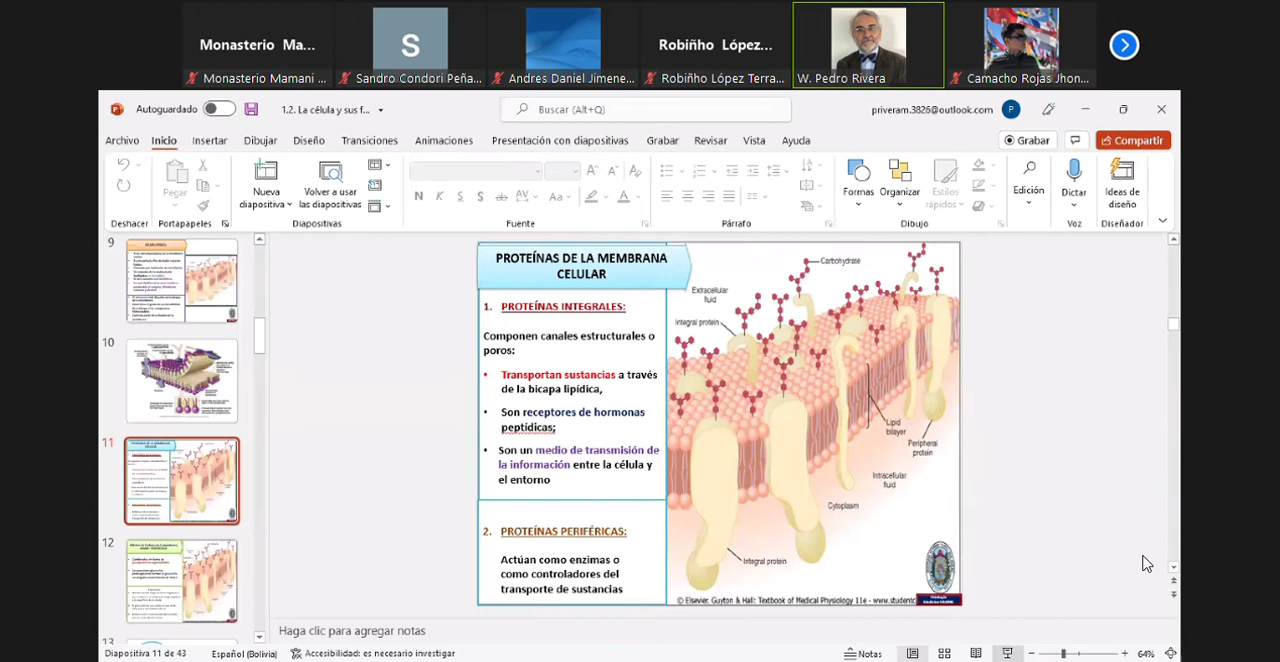 Monasterio Ma...
S
Robiñho López...
Monasterio Mamani ...
Sandro Condori Peña...
Andres Daniel Jimene...
Robiñho López Terra...
W. Pedro Rivera
Camacho Rojas Jhon...
Autoguardado
1.2. La célula y sus f...
Buscar (Alt+Q)
priveram.3826@outlook.com
P
Archivo Inicio Insertar Dibujar Diseño Transiciones Animaciones Presentación con diapositivas Grabar Revisar Vista Ayuda
Grabar
Compartir
Pegar
Nueva
diapositiva
Volver a usar
las diapositivas
N K S S ab AV Aa A
Formas
Organizar
Estilos
rápidos
Edición
Dictar
Ideas de
diseño
Deshacer Portapapeles Diapositivas Fuente Párrafo Dibujo Voz Diseñador
9
10
11
12
13
PROTEÍNAS DE LA MEMBRANA
CELULAR
1. PROTEÍNAS INTEGRALES:
Componen canales estructurales o
poros:
• Transportan sustancias a través
de la bicapa lipídica,
• Son receptores de hormonas
peptídicas;
• Son un medio de transmisión de
la información entre la célula y
el entorno
2. PROTEÍNAS PERIFÉRICAS:
Actúan como enzimas o
como controladores del
transporte de sustancias
Carbohydrate
Extracellular
fluid
Integral protein
Lipid
bilayer
Peripheral
protein
Intracellular
fluid
Cytoplasm
Integral protein
© Elsevier. Guyton & Hall: Textbook of Medical Physiology 11e - www.studentc
Haga clic para agregar notas
Diapositiva 11 de 43
Español (Bolivia)
Accesibilidad: es necesario investigar
Notas
64%